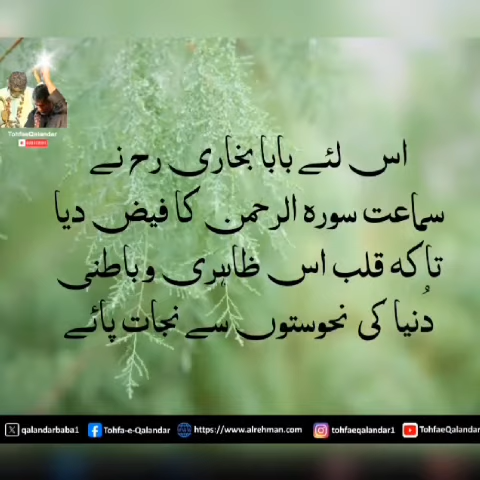 TohfaeQalandar
اس لئے بابا بخاری رح نے
سماعت سورہ الرحمن کا فیض دیا
تاکہ قلب اس ظاہری و باطنی
دُنیا کی نحوستوں سے نجات پائے
qalandarbaba1 Tohfa-e-Qalandar https://www.alrehman.com tohfaeqalandar1 TohfaeQalandar